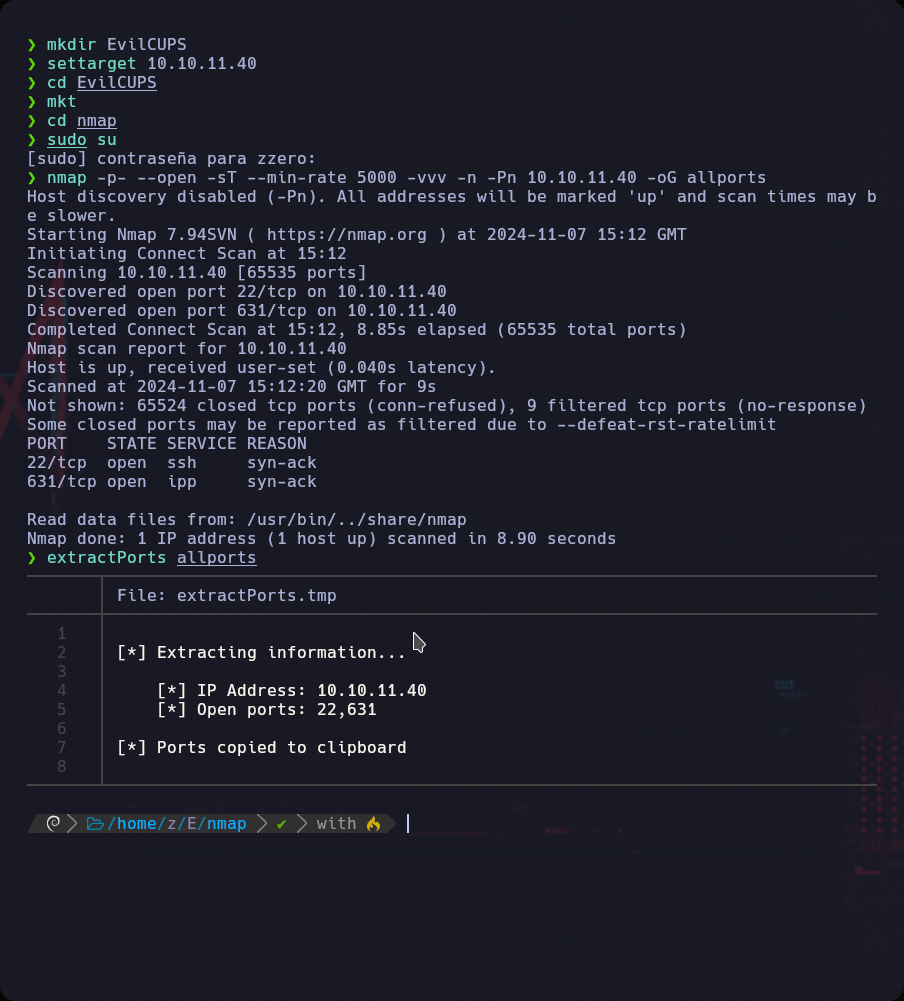 ❯ mkdir EvilCUPS
❯ settarget 10.10.11.40
❯ cd EvilCUPS
❯ mkt
❯ cd nmap
❯ sudo su
[sudo] contraseña para zzero:
❯ nmap -p- --open -sT --min-rate 5000 -vvv -n -Pn 10.10.11.40 -oG allports
Host discovery disabled (-Pn). All addresses will be marked 'up' and scan times may b
e slower.
Starting Nmap 7.94SVN ( https://nmap.org ) at 2024-11-07 15:12 GMT
Initiating Connect Scan at 15:12
Scanning 10.10.11.40 [65535 ports]
Discovered open port 22/tcp on 10.10.11.40
Discovered open port 631/tcp on 10.10.11.40
Completed Connect Scan at 15:12, 8.85s elapsed (65535 total ports)
Nmap scan report for 10.10.11.40
Host is up, received user-set (0.040s latency).
Scanned at 2024-11-07 15:12:20 GMT for 9s
Not shown: 65524 closed tcp ports (conn-refused), 9 filtered tcp ports (no-response)
Some closed ports may be reported as filtered due to --defeat-rst-ratelimit
PORT    STATE SERVICE REASON
22/tcp  open  ssh     syn-ack
631/tcp open  ipp     syn-ack
Read data files from: /usr/bin/../share/nmap
Nmap done: 1 IP address (1 host up) scanned in 8.90 seconds
❯ extractPorts allports
File: extractPorts.tmp
1
2 [*] Extracting information...
3
4 [*] IP Address: 10.10.11.40
5 [*] Open ports: 22,631
6
7 [*] Ports copied to clipboard
8
/home/z/E/nmap ✔ with